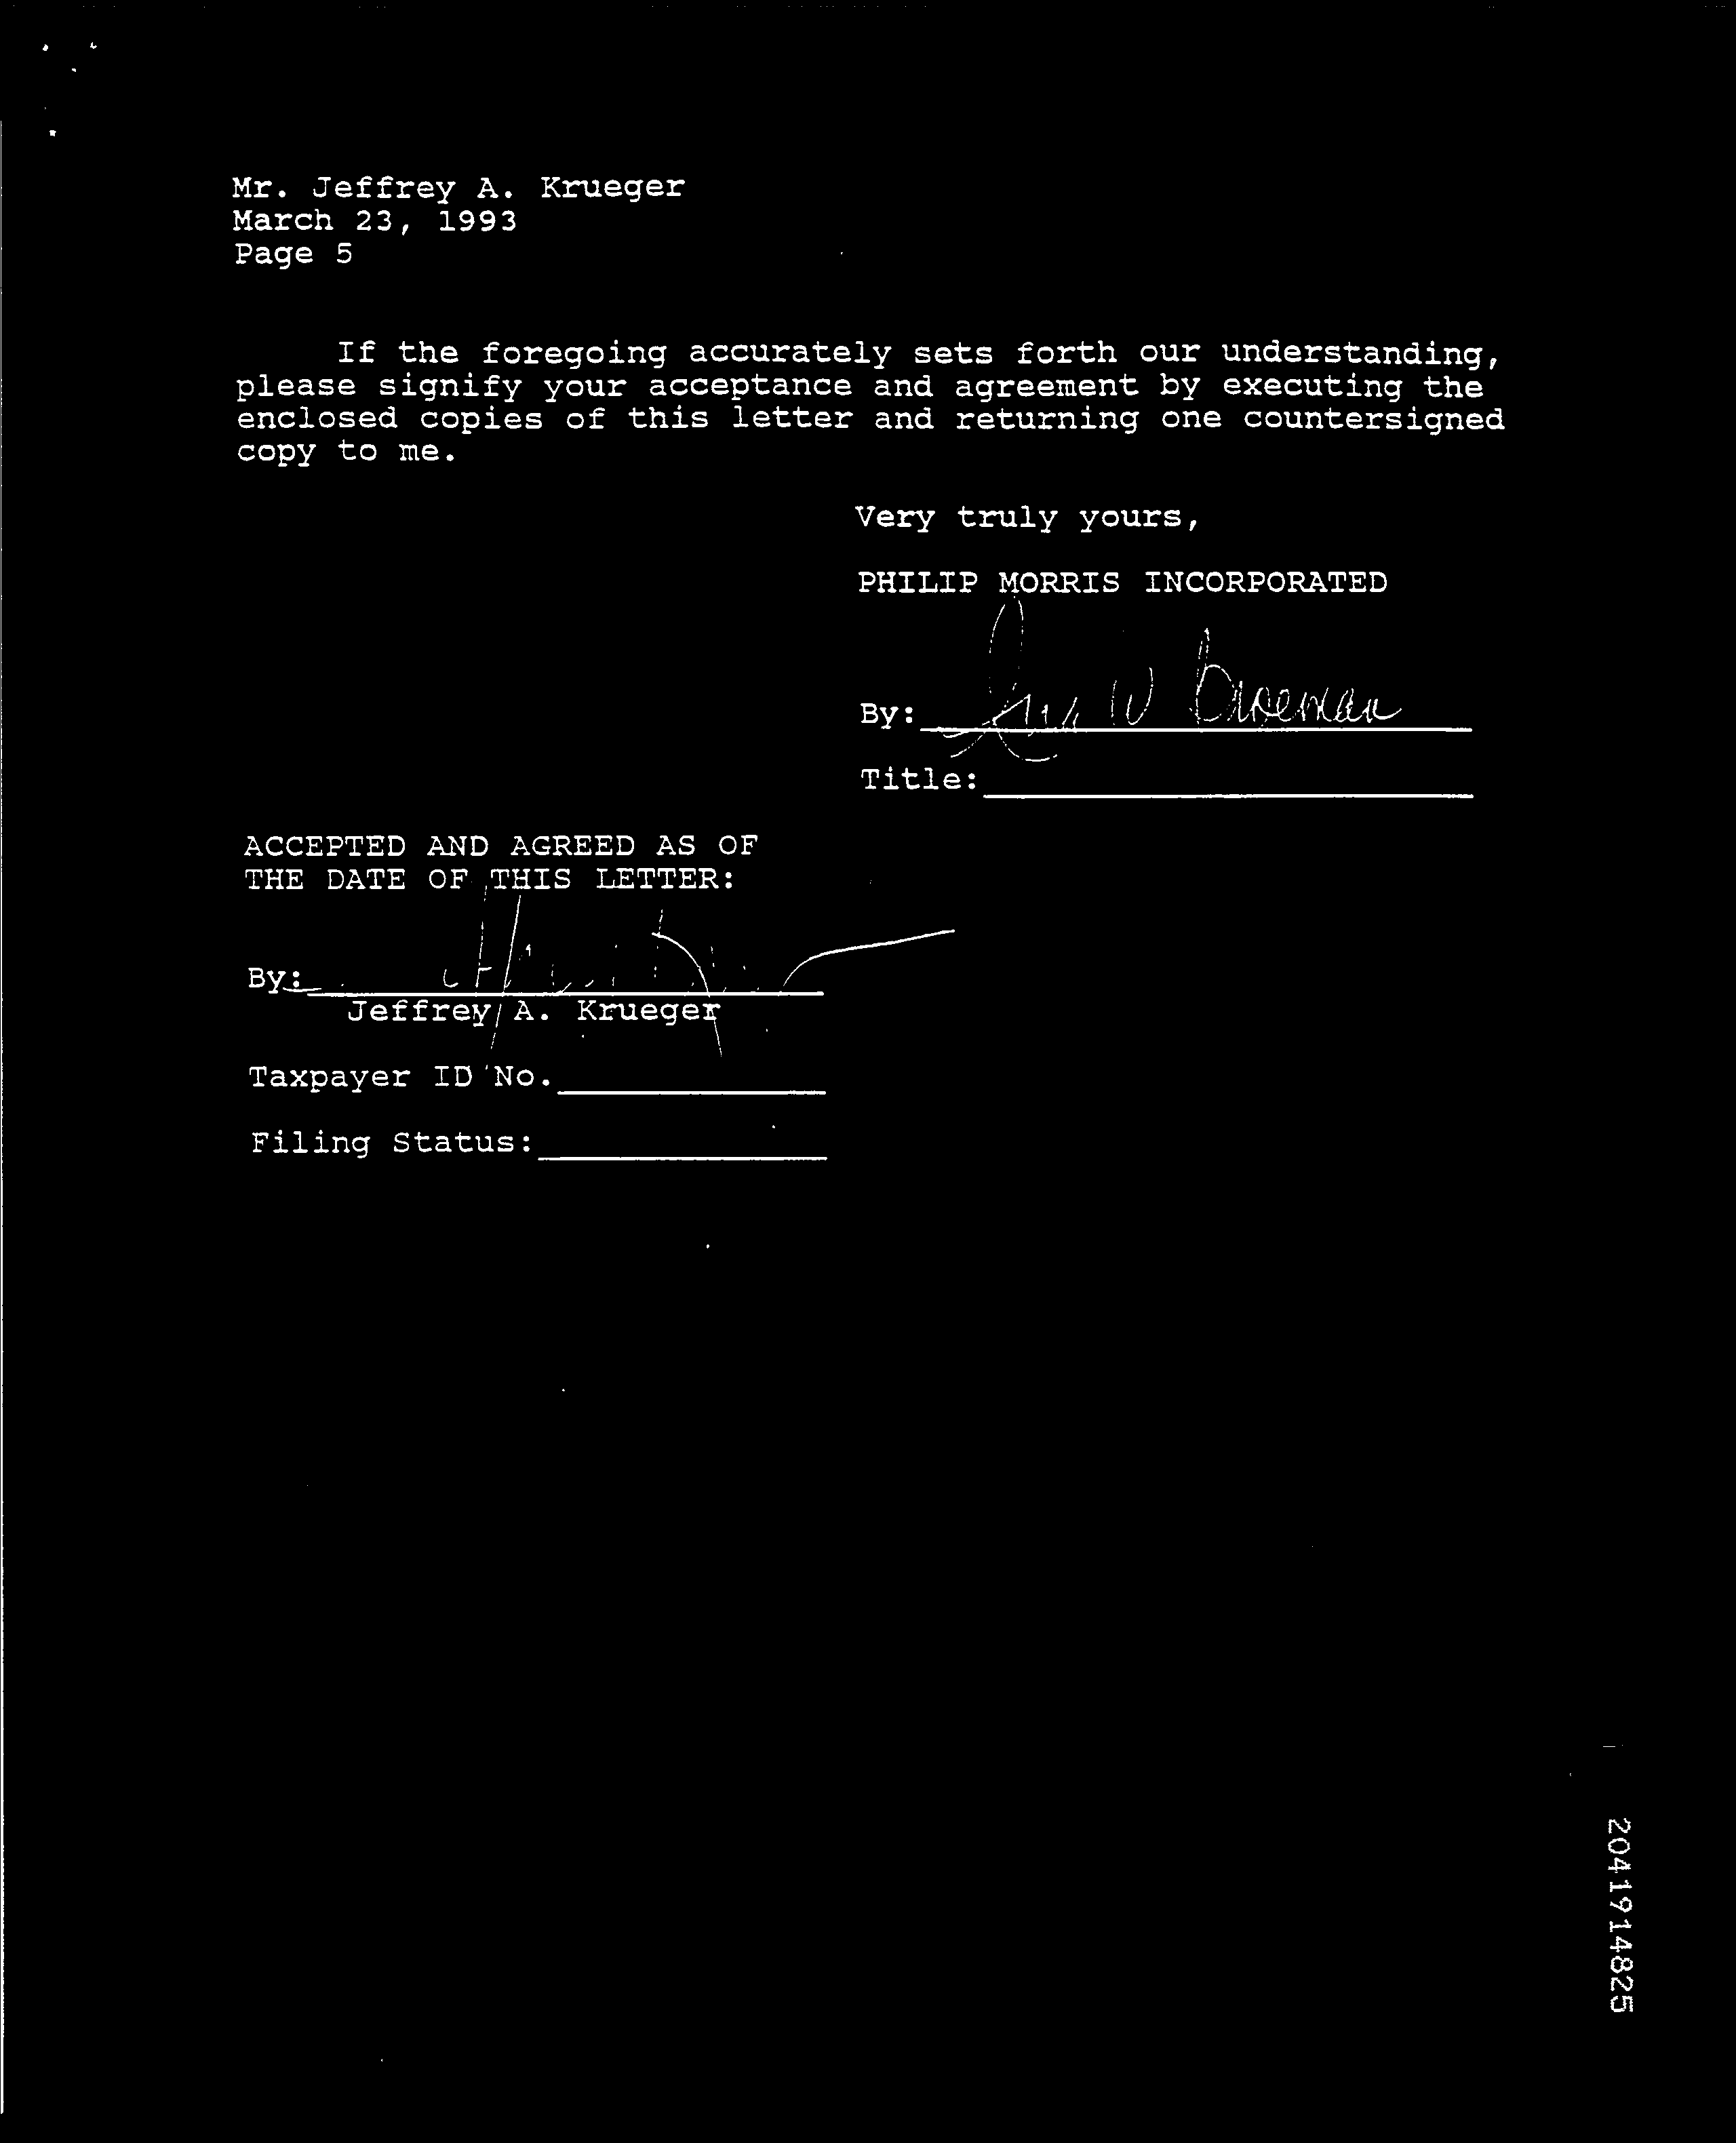 Mr. Jeffrey A. Krueger
March 23, 1993
Page 5
If the foregoing accurately sets forth our understanding,
please signify your acceptance and agreement by executing the
enclosed copies of this letter and returning one countersigned
copy to me.
Very truly yours,
PHILIP MORRIS INCORPORATED
By:
Title:
ACCEPTED AND AGREED AS OF
THE DATE OF THIS LETTER:
By:
Jeffrey A. Krueger
Taxpayer ID No.
Filing Status:
2041914825